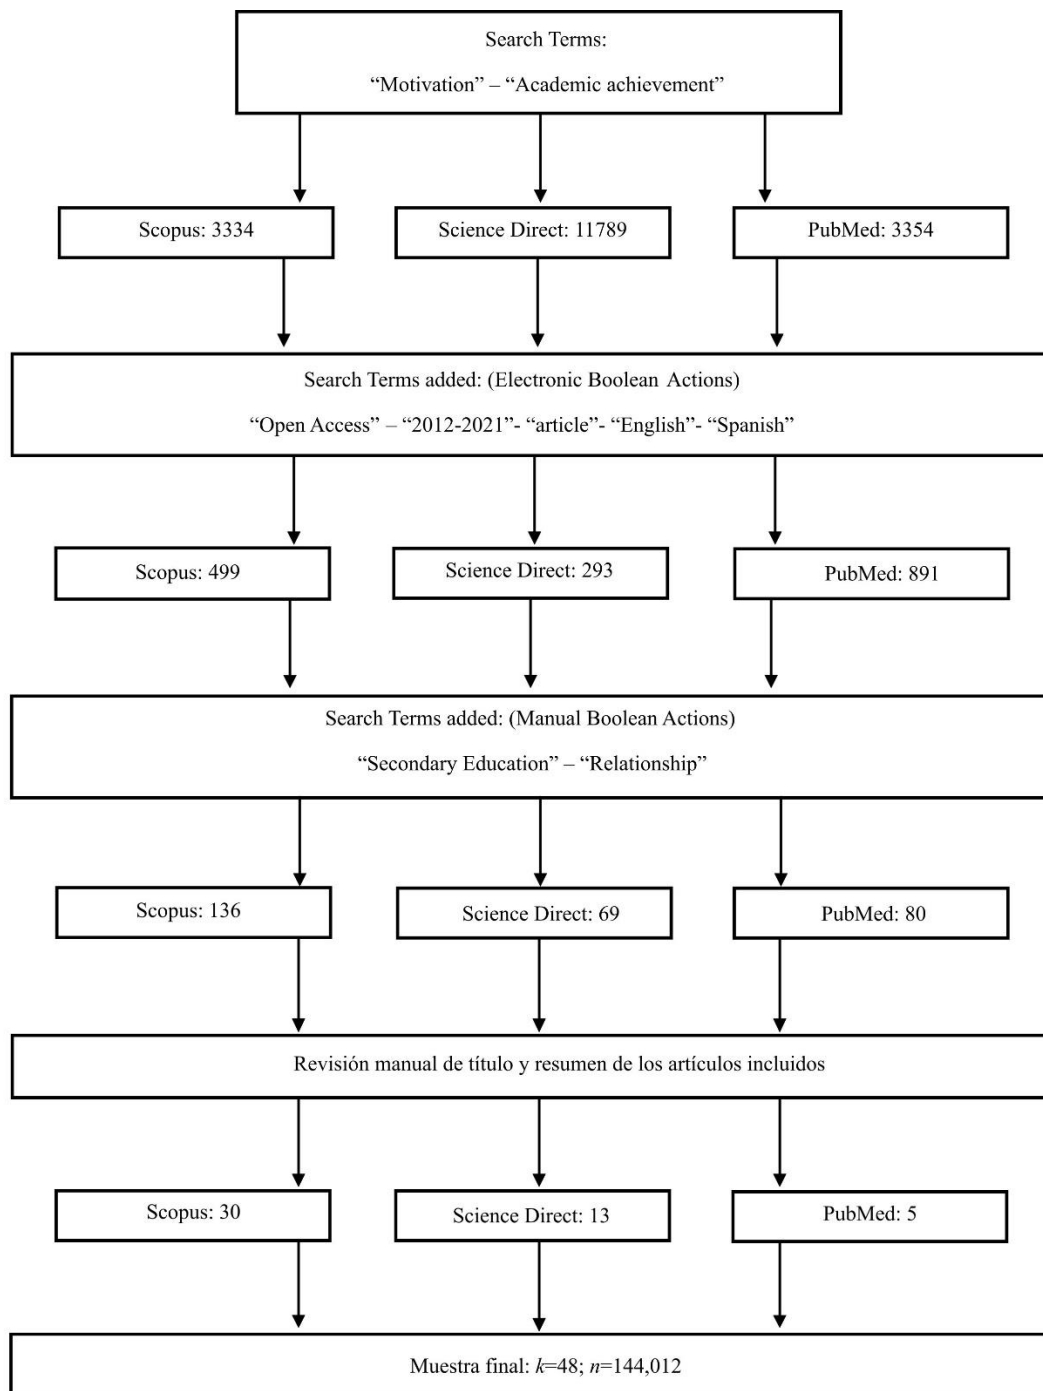 Search Terms:
“Motivation” – “Academic achievement”
Scopus: 3334
Science Direct: 11789
PubMed: 3354
Search Terms added: (Electronic Boolean Actions)
“Open Access” – “2012-2021”- “article”- “English”- “Spanish”
Scopus: 499
Science Direct: 293
PubMed: 891
Search Terms added: (Manual Boolean Actions)
“Secondary Education” – “Relationship”
Scopus: 136
Science Direct: 69
PubMed: 80
Revisión manual de título y resumen de los artículos incluidos
Scopus: 30
Science Direct: 13
PubMed: 5
Muestra final: k=48; n=144,012